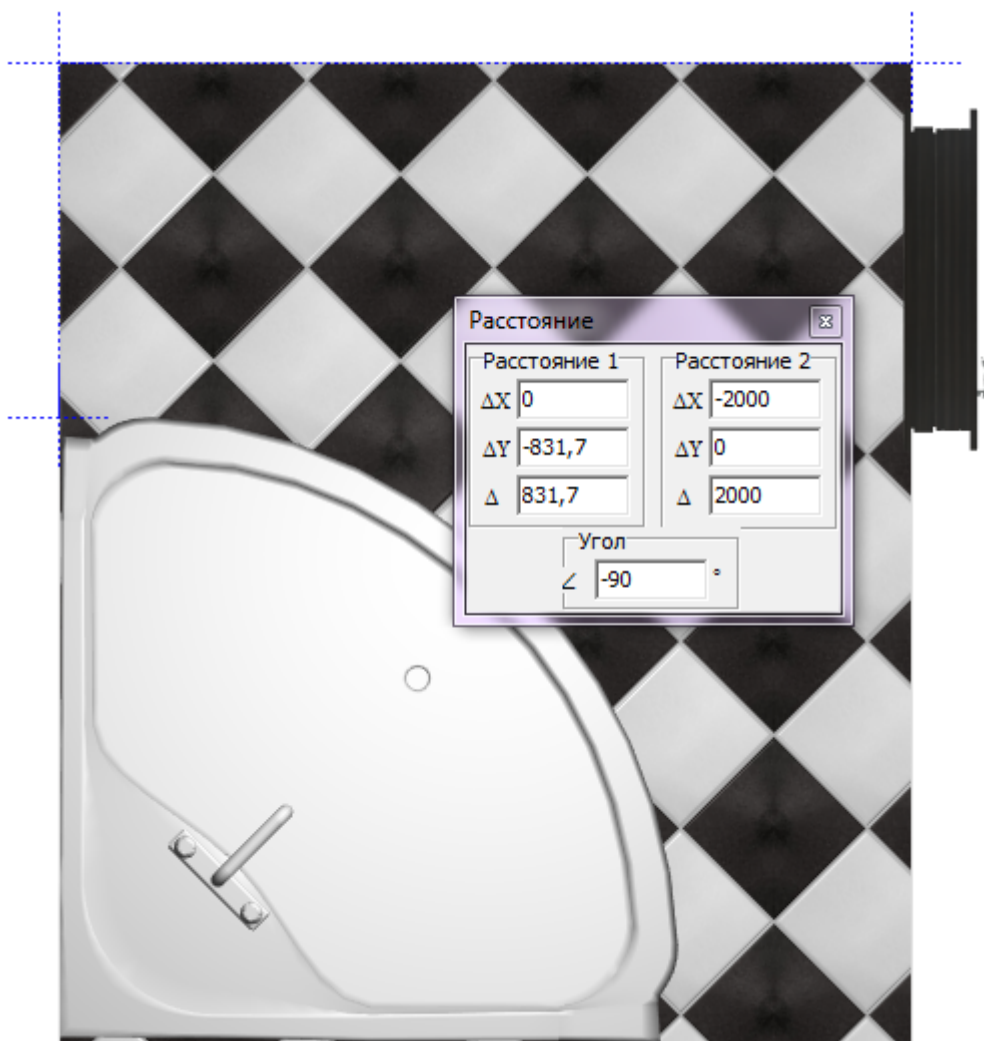 Расстояние
Расстояние 1 Расстояние 2
ΔX 0 ΔX -2000
ΔY -831,7 ΔY 0
Δ 831,7 Δ 2000
Угол
∠ -90 °